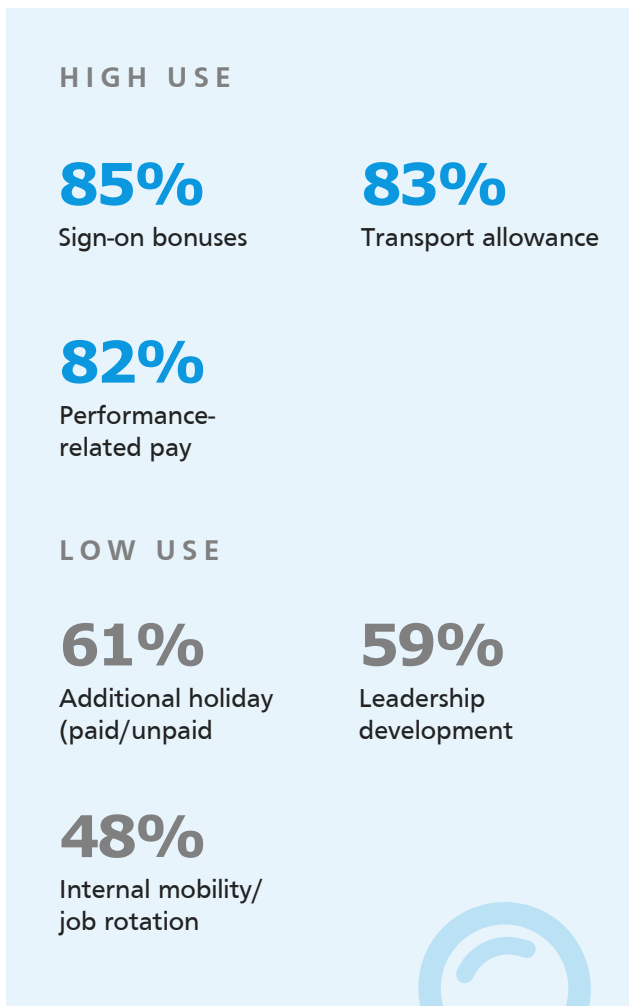 HIGH USE
85%
Sign-on bonuses
83%
Transport allowance
82%
Performance-
related pay
LOW USE
61%
Additional holiday
(paid/unpaid
59%
Leadership
development
48%
Internal mobility/
job rotation